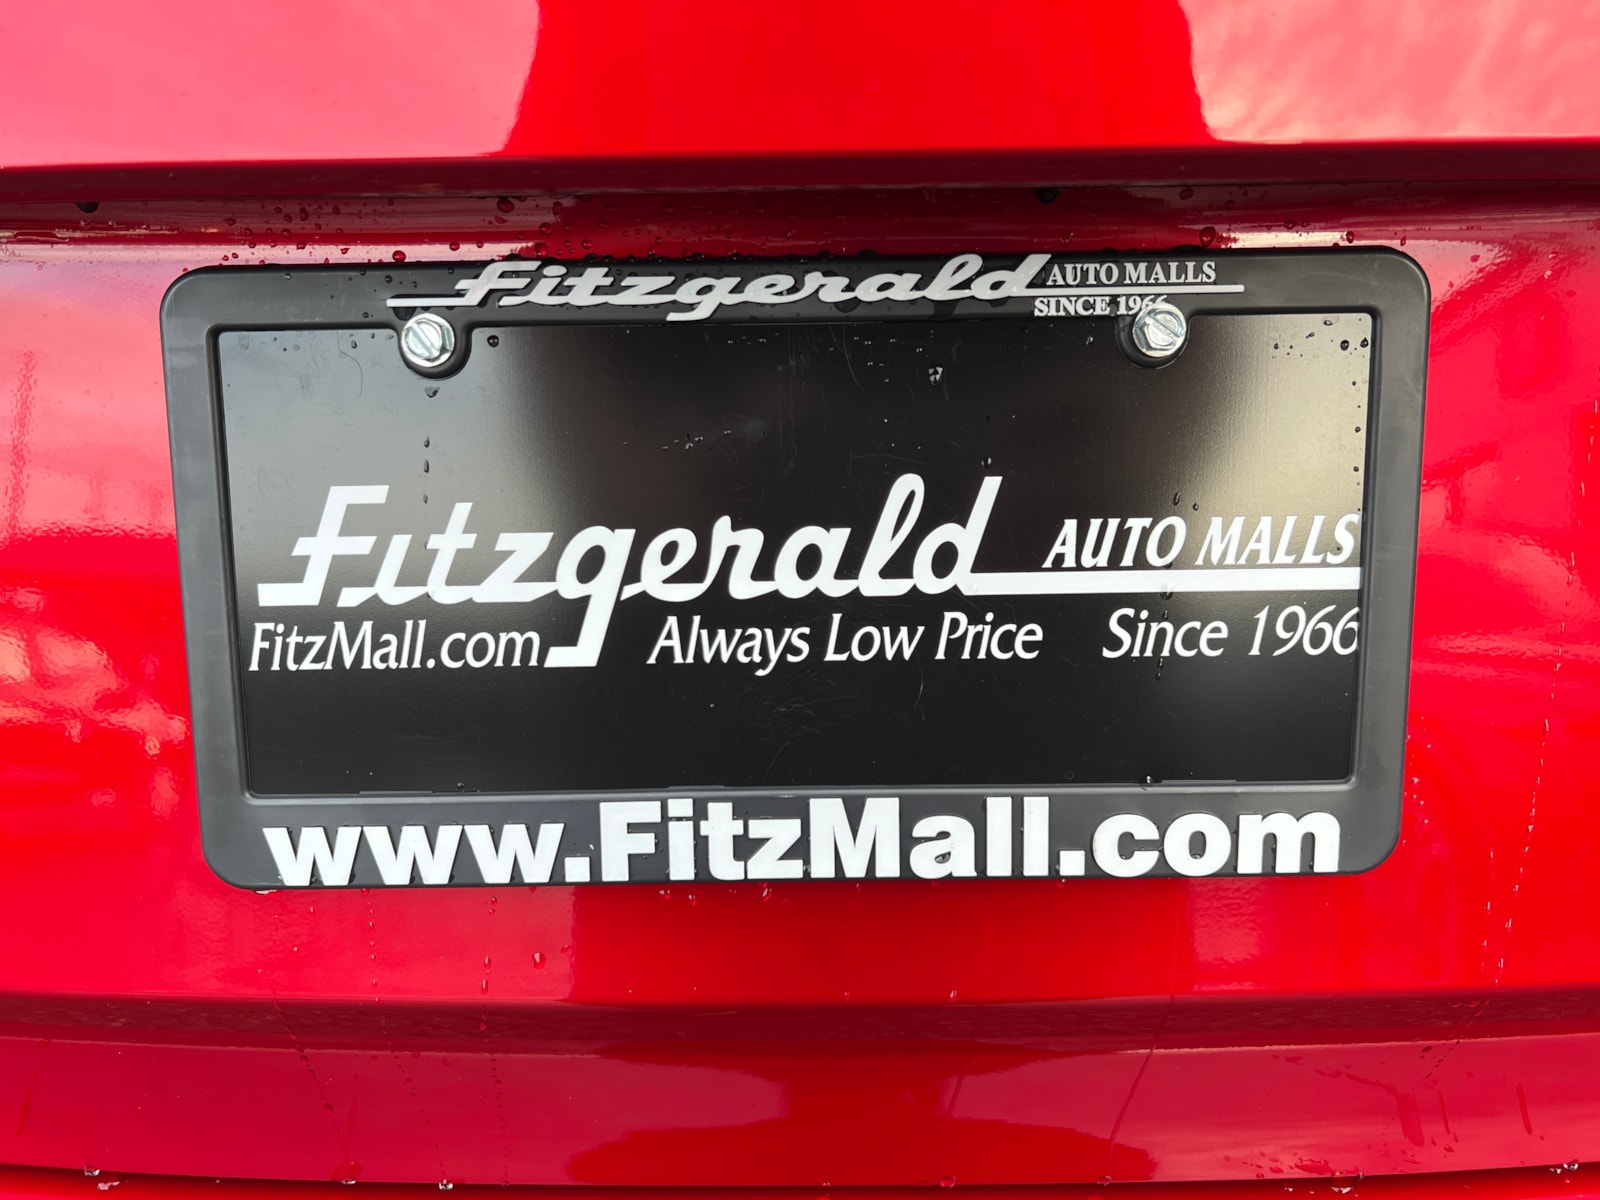 Fitzgerald AUTO MALLS
SINCE 1966
Fitzgerald AUTO MALLS
FitzMall.com Always Low Price Since 1966
www.FitzMall.com